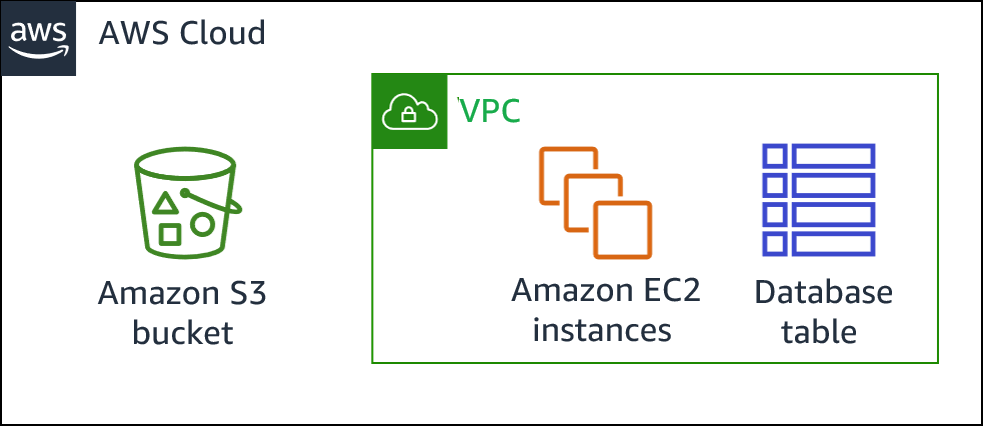 aws
AWS Cloud
VPC
Amazon S3
bucket
Amazon EC2
instances
Database
table